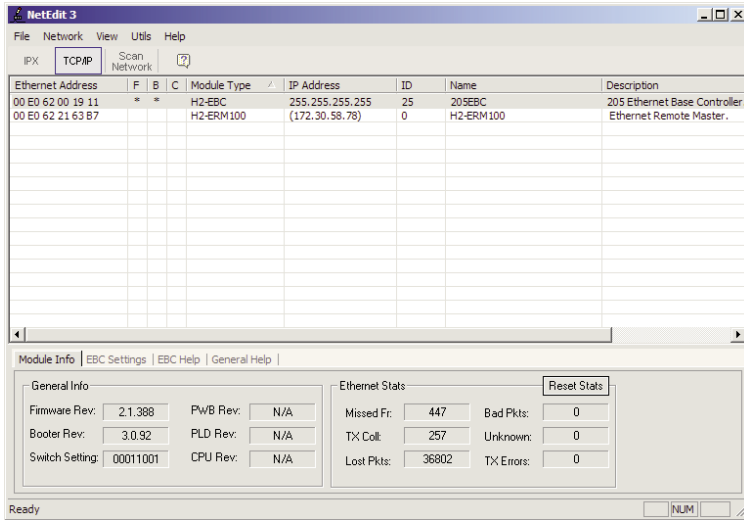 NetEdit 3
File Network View Utils Help
IPX TCP/IP Scan Network
Ethernet Address F B C Module Type IP Address ID Name Description
00 E0 62 00 19 11 * * H2-EBC 255.255.255.255 25 205EBC 205 Ethernet Base Controller
00 E0 62 21 63 B7 H2-ERM100 (172.30.58.78) 0 H2-ERM100 Ethernet Remote Master.
Module Info EBC Settings EBC Help General Help
General Info Ethernet Stats Reset Stats
Firmware Rev: 2.1.388 PWB Rev: N/A Missed Fr: 447 Bad Pkts: 0
Booter Rev: 3.0.92 PLD Rev: N/A TX Coll: 257 Unknown: 0
Switch Setting: 00011001 CPU Rev: N/A Lost Pkts: 36802 TX Errors: 0
Ready NUM